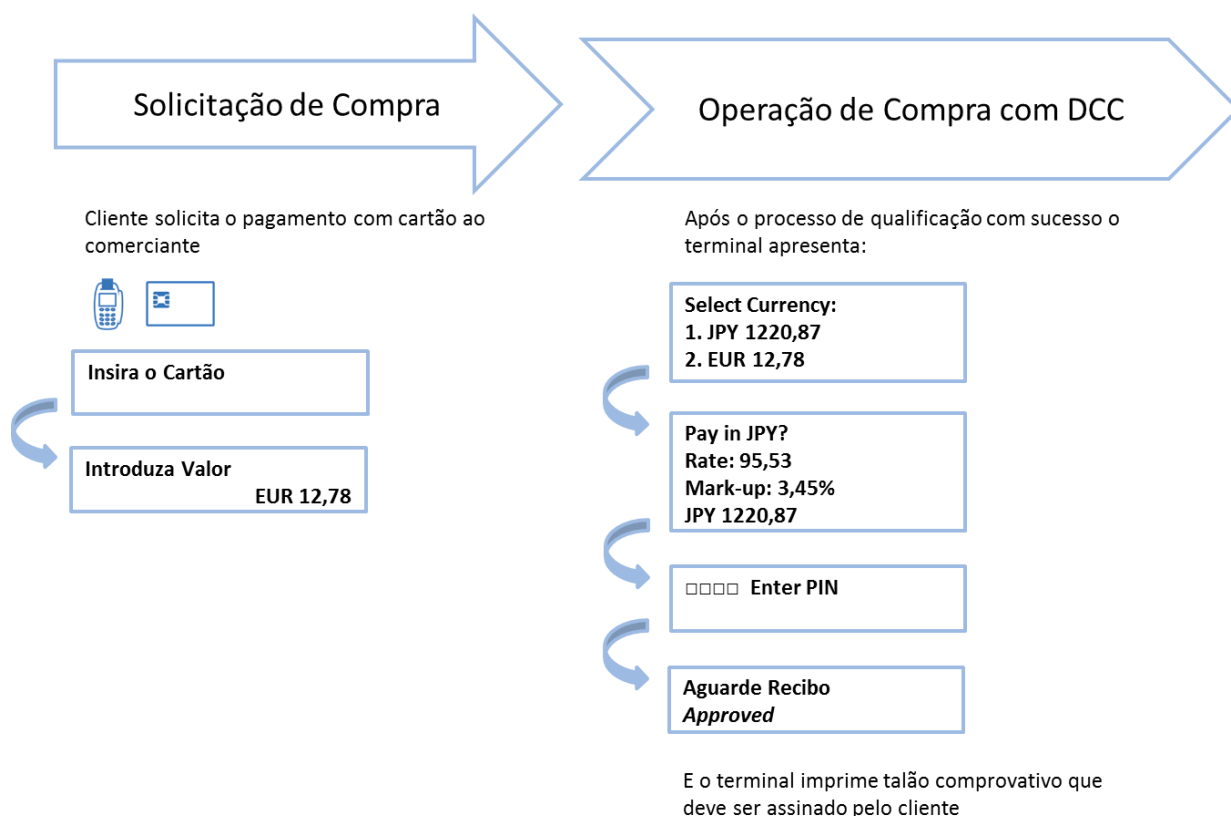 Solicitação de Compra
Operação de Compra com DCC
Cliente solicita o pagamento com cartão ao
comerciante
Insira o Cartão
Introduza Valor
EUR 12,78
Após o processo de qualificação com sucesso o
terminal apresenta:
Select Currency:
1. JPY 1220,87
2. EUR 12,78
Pay in JPY?
Rate: 95,53
Mark-up: 3,45%
JPY 1220,87
□□□□ Enter PIN
Aguarde Recibo
Approved
E o terminal imprime talão comprovativo que
deve ser assinado pelo cliente